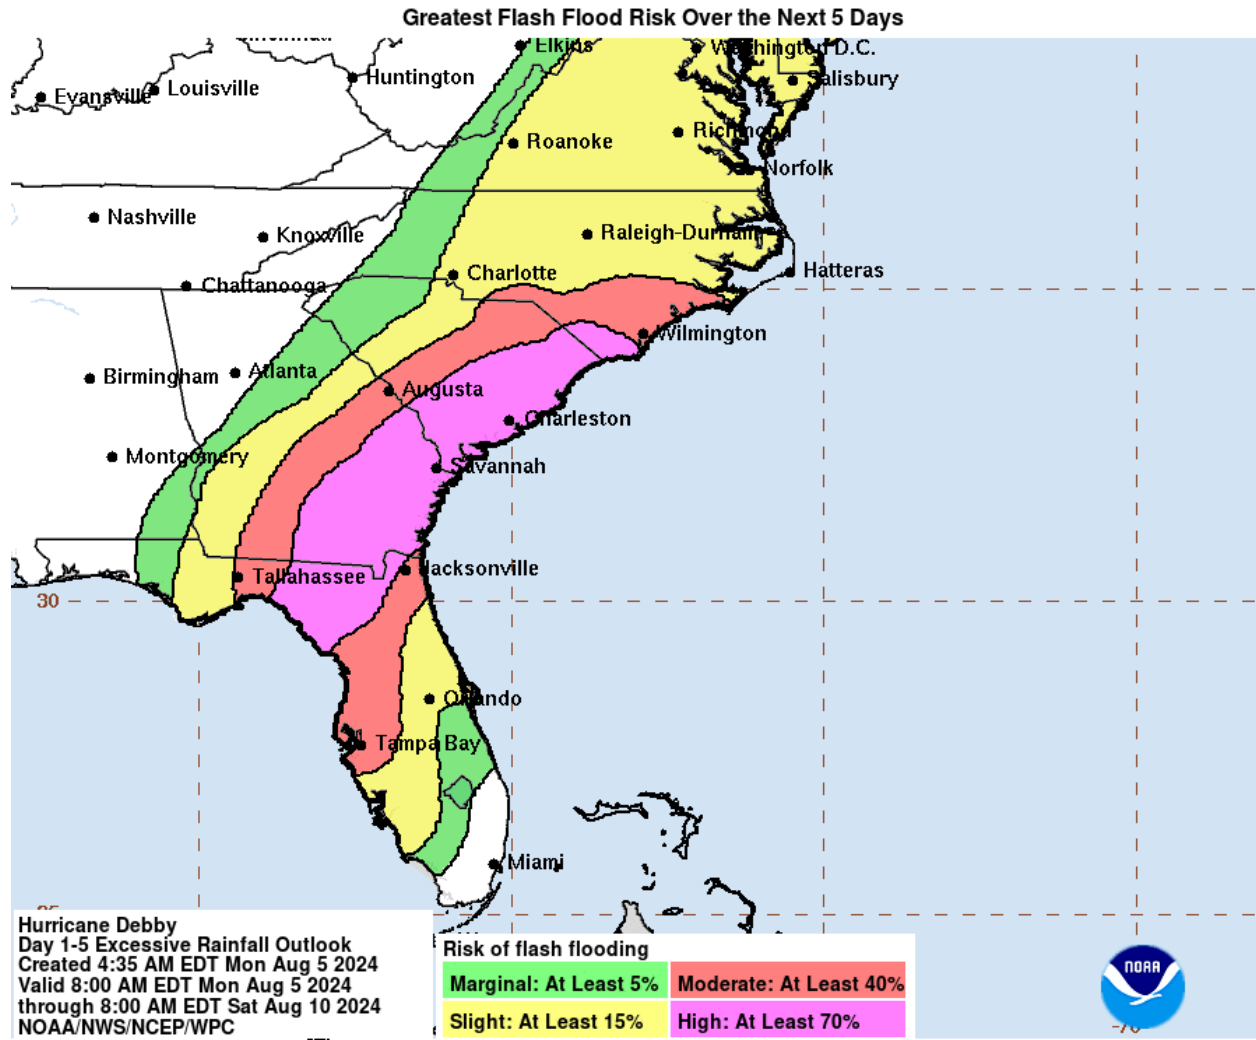 Greatest Flash Flood Risk Over the Next 5 Days
Elkins
Washington D.C.
Huntington
Salisbury
Evansville
Louisville
Roanoke
Richmond
Norfolk
Nashville
Knoxville
Raleigh-Durham
Charlotte
Hatteras
Chattanooga
Wilmington
Birmingham
Atlanta
Augusta
Charleston
Montgomery
Savannah
Tallahassee
Jacksonville
30
Orlando
Tampa Bay
Miami
Hurricane Debby
Day 1-5 Excessive Rainfall Outlook
Created 4:35 AM EDT Mon Aug 5 2024
Valid 8:00 AM EDT Mon Aug 5 2024
through 8:00 AM EDT Sat Aug 10 2024
NOAA/NWS/NCEP/WPC
Risk of flash flooding
Marginal: At Least 5%
Moderate: At Least 40%
Slight: At Least 15%
High: At Least 70%
NOAA
-70